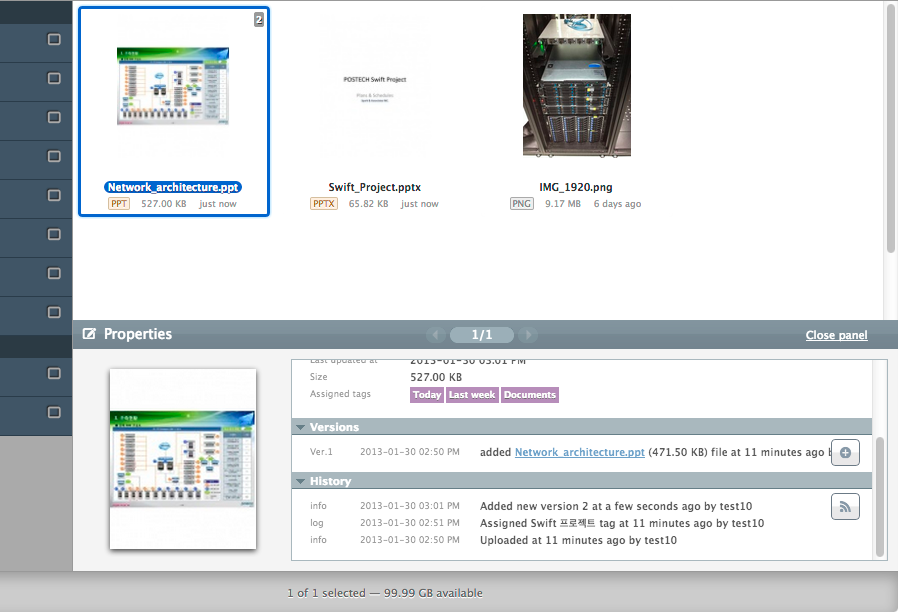 2
POSTECH Swift Project
Plans & Schedules
Network_architecture.ppt
PPT 527.00 KB just now
Swift_Project.pptx
PPTX 65.82 KB just now
IMG_1920.png
PNG 9.17 MB 6 days ago
Properties
1/1
Close panel
Last updated at 2013-01-30 03:01 PM
Size 527.00 KB
Assigned tags Today Last week Documents
Versions
Ver.1 2013-01-30 02:50 PM added Network_architecture.ppt (471.50 KB) file at 11 minutes ago
History
info 2013-01-30 03:01 PM Added new version 2 at a few seconds ago by test10
log 2013-01-30 02:51 PM Assigned Swift 프로젝트 tag at 11 minutes ago by test10
info 2013-01-30 02:50 PM Uploaded at 11 minutes ago by test10
1 of 1 selected — 99.99 GB available